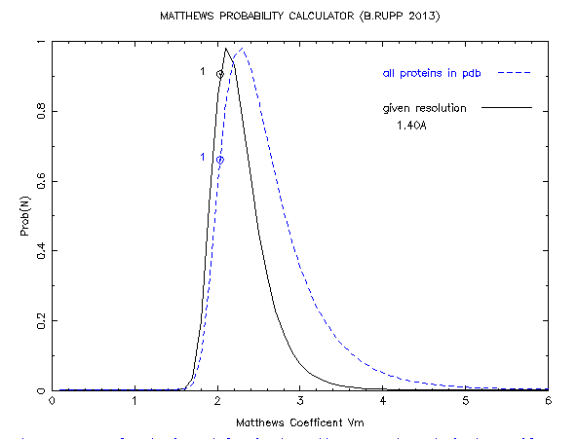 MATTHEWS PROBABILITY CALCULATOR (B.RUPP 2013)
all proteins in pdb
given resolution
1.40A
1
1
Prob(N)
0
0.2
0.4
0.6
0.8
1
0 1 2 3 4 5 6
Matthews Coefficent Vm